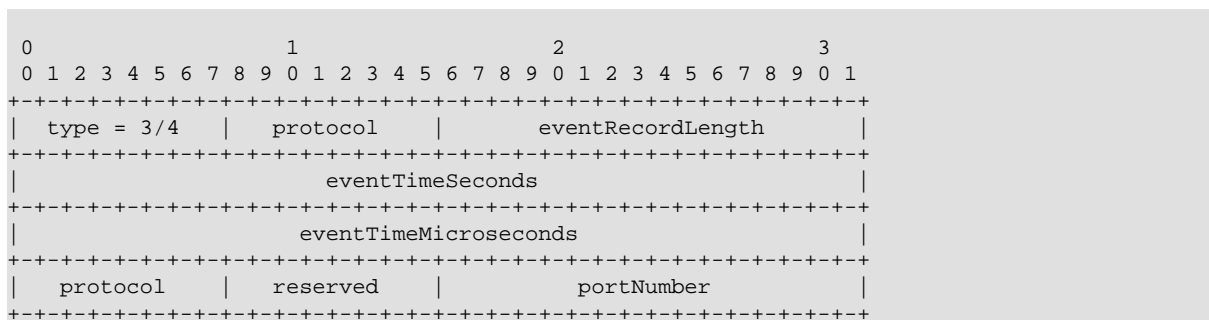 0                   1                   2                   3
 0 1 2 3 4 5 6 7 8 9 0 1 2 3 4 5 6 7 8 9 0 1 2 3 4 5 6 7 8 9 0 1
+-+-+-+-+-+-+-+-+-+-+-+-+-+-+-+-+-+-+-+-+-+-+-+-+-+-+-+-+-+-+-+-+
|  type = 3/4   |   protocol    |       eventRecordLength       |
+-+-+-+-+-+-+-+-+-+-+-+-+-+-+-+-+-+-+-+-+-+-+-+-+-+-+-+-+-+-+-+-+
|                       eventTimeSeconds                        |
+-+-+-+-+-+-+-+-+-+-+-+-+-+-+-+-+-+-+-+-+-+-+-+-+-+-+-+-+-+-+-+-+
|                     eventTimeMicroseconds                     |
+-+-+-+-+-+-+-+-+-+-+-+-+-+-+-+-+-+-+-+-+-+-+-+-+-+-+-+-+-+-+-+-+
|   protocol    |   reserved    |          portNumber           |
+-+-+-+-+-+-+-+-+-+-+-+-+-+-+-+-+-+-+-+-+-+-+-+-+-+-+-+-+-+-+-+-+